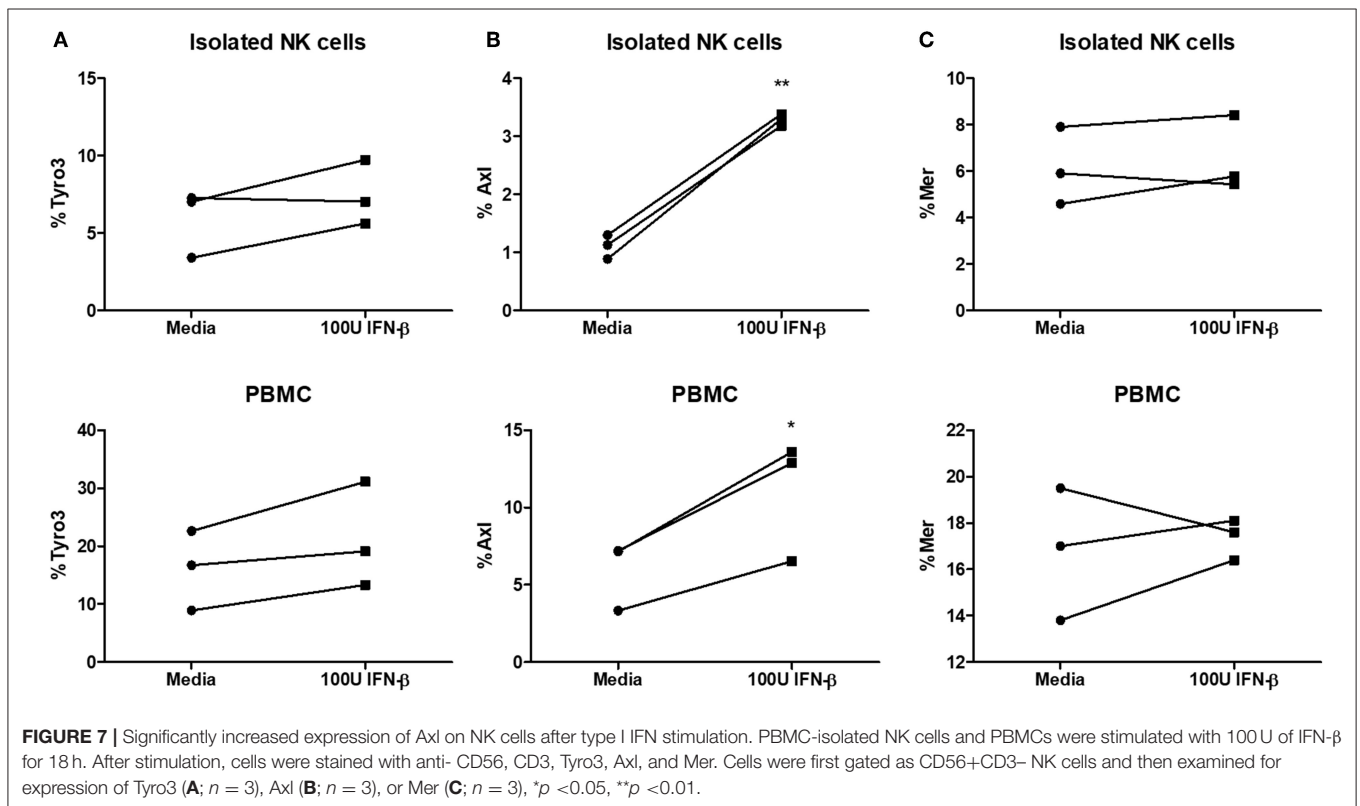 A
Isolated NK cells
%Tyro3
15
10
5
0
Media
100U IFN-β
B
Isolated NK cells
% Axl
4
3
2
1
0
**
Media
100U IFN-β
C
Isolated NK cells
%Mer
10
8
6
4
2
0
Media
100U IFN-β
PBMC
%Tyro3
40
30
20
10
0
Media
100U IFN-β
PBMC
%Axl
15
10
5
0
*
Media
100U IFN-β
PBMC
%Mer
22
20
18
16
14
12
Media
100U IFN-β
FIGURE 7 | Significantly increased expression of Axl on NK cells after type I IFN stimulation. PBMC-isolated NK cells and PBMCs were stimulated with 100 U of IFN-β
for 18 h. After stimulation, cells were stained with anti- CD56, CD3, Tyro3, Axl, and Mer. Cells were first gated as CD56+CD3– NK cells and then examined for
expression of Tyro3 (A; n = 3), Axl (B; n = 3), or Mer (C; n = 3), *p <0.05, **p <0.01.